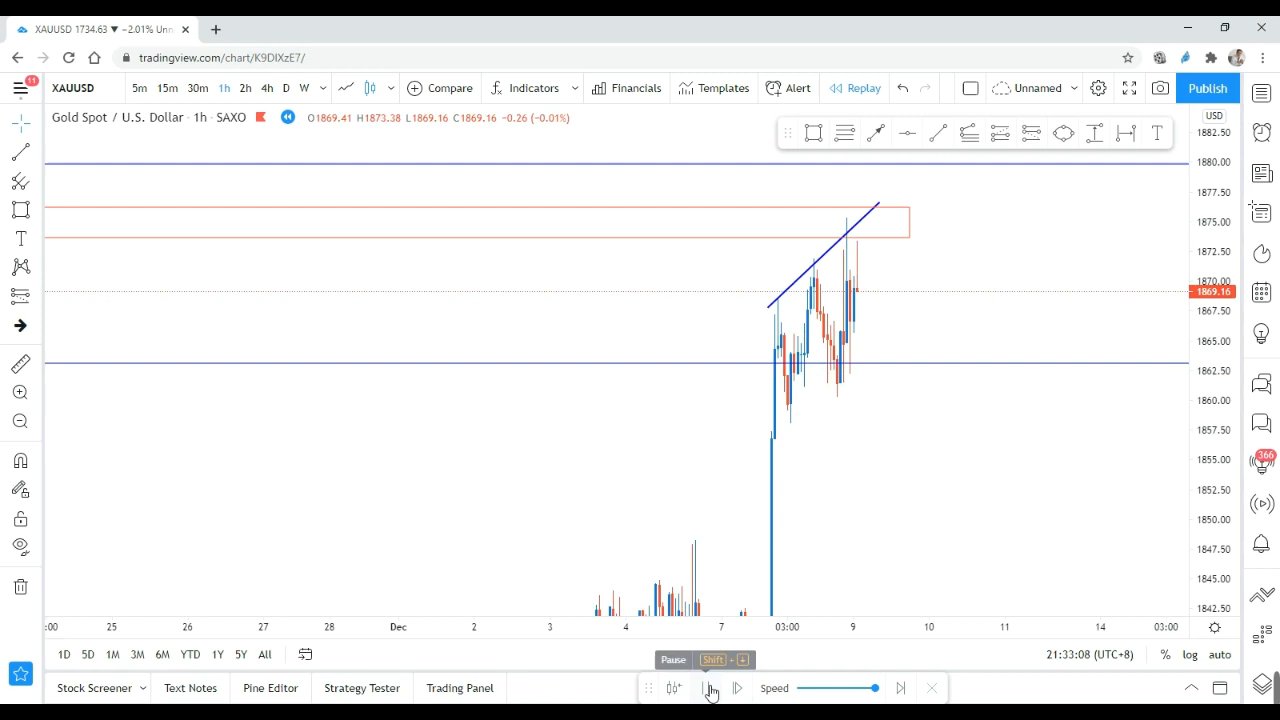 XAUUSD 1734.63 ▼ −2.01% Unn
tradingview.com/chart/K9DIXzE7/
11
XAUUSD 5m 15m 30m 1h 2h 4h D W Compare Indicators Financials Templates Alert Replay Unnamed Publish
Gold Spot / U.S. Dollar · 1h · SAXO O1869.41 H1873.38 L1869.16 C1869.16 −0.26 (−0.01%)
USD
1882.50
1880.00
1877.50
1875.00
1872.50
1870.00
1869.16
1867.50
1865.00
1862.50
1860.00
1857.50
1855.00
366
1852.50
1850.00
1847.50
1845.00
1842.50
:00 25 26 27 28 Dec 2 3 4 7 03:00 9 10 11 14 03:00
1D 5D 1M 3M 6M YTD 1Y 5Y All 21:33:08 (UTC+8) % log auto
Pause Shift + ↓
Stock Screener Text Notes Pine Editor Strategy Tester Trading Panel Speed